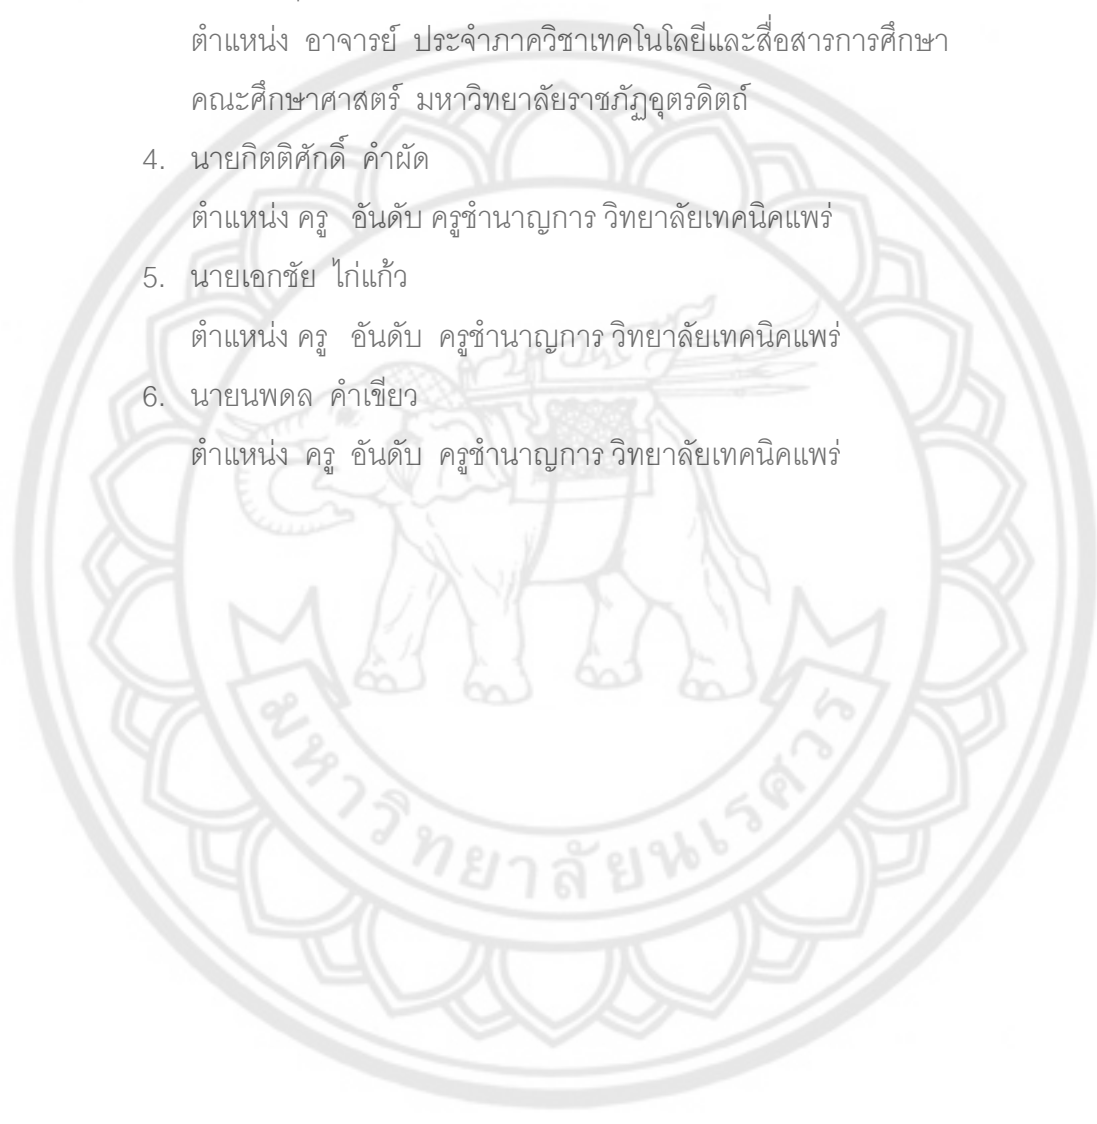 ตำแหน่ง อาจารย์ ประจำภาควิชาเทคโนโลยีและสื่อสารการศึกษา
คณะศึกษาศาสตร์ มหาวิทยาลัยราชภัฏอุตรดิตถ์
4. นายกิตติศักดิ์ คำผัด
ตำแหน่ง ครู อันดับ ครูชำนาญการ วิทยาลัยเทคนิคแพร่
5. นายเอกชัย ไก่แก้ว
ตำแหน่ง ครู อันดับ ครูชำนาญการ วิทยาลัยเทคนิคแพร่
6. นายนพดล คำเขียว
ตำแหน่ง ครู อันดับ ครูชำนาญการ วิทยาลัยเทคนิคแพร่
มหาวิทยาลัยนเรศวร